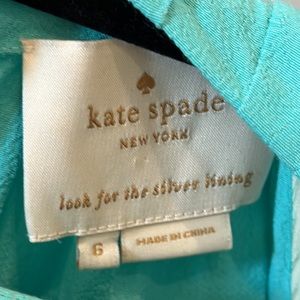 kate spade
NEW YORK
look for the silver lining
6
MADE IN CHINA